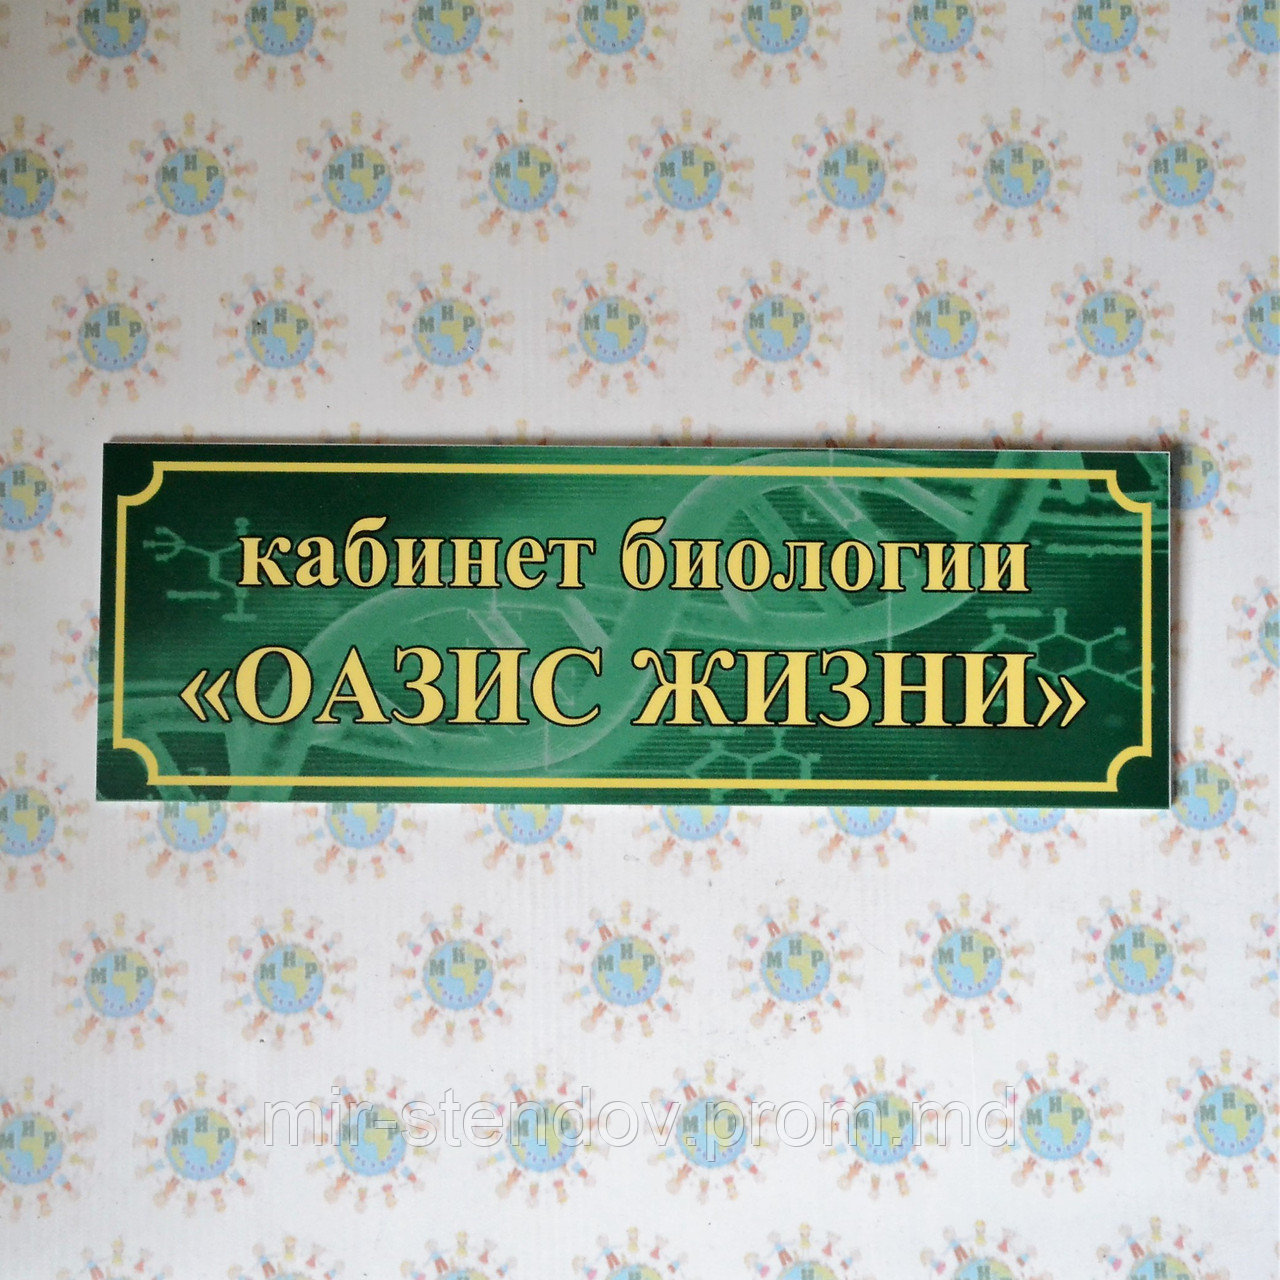 кабинет биологии
«ОАЗИС ЖИЗНИ»
mir-stendov.prom.md